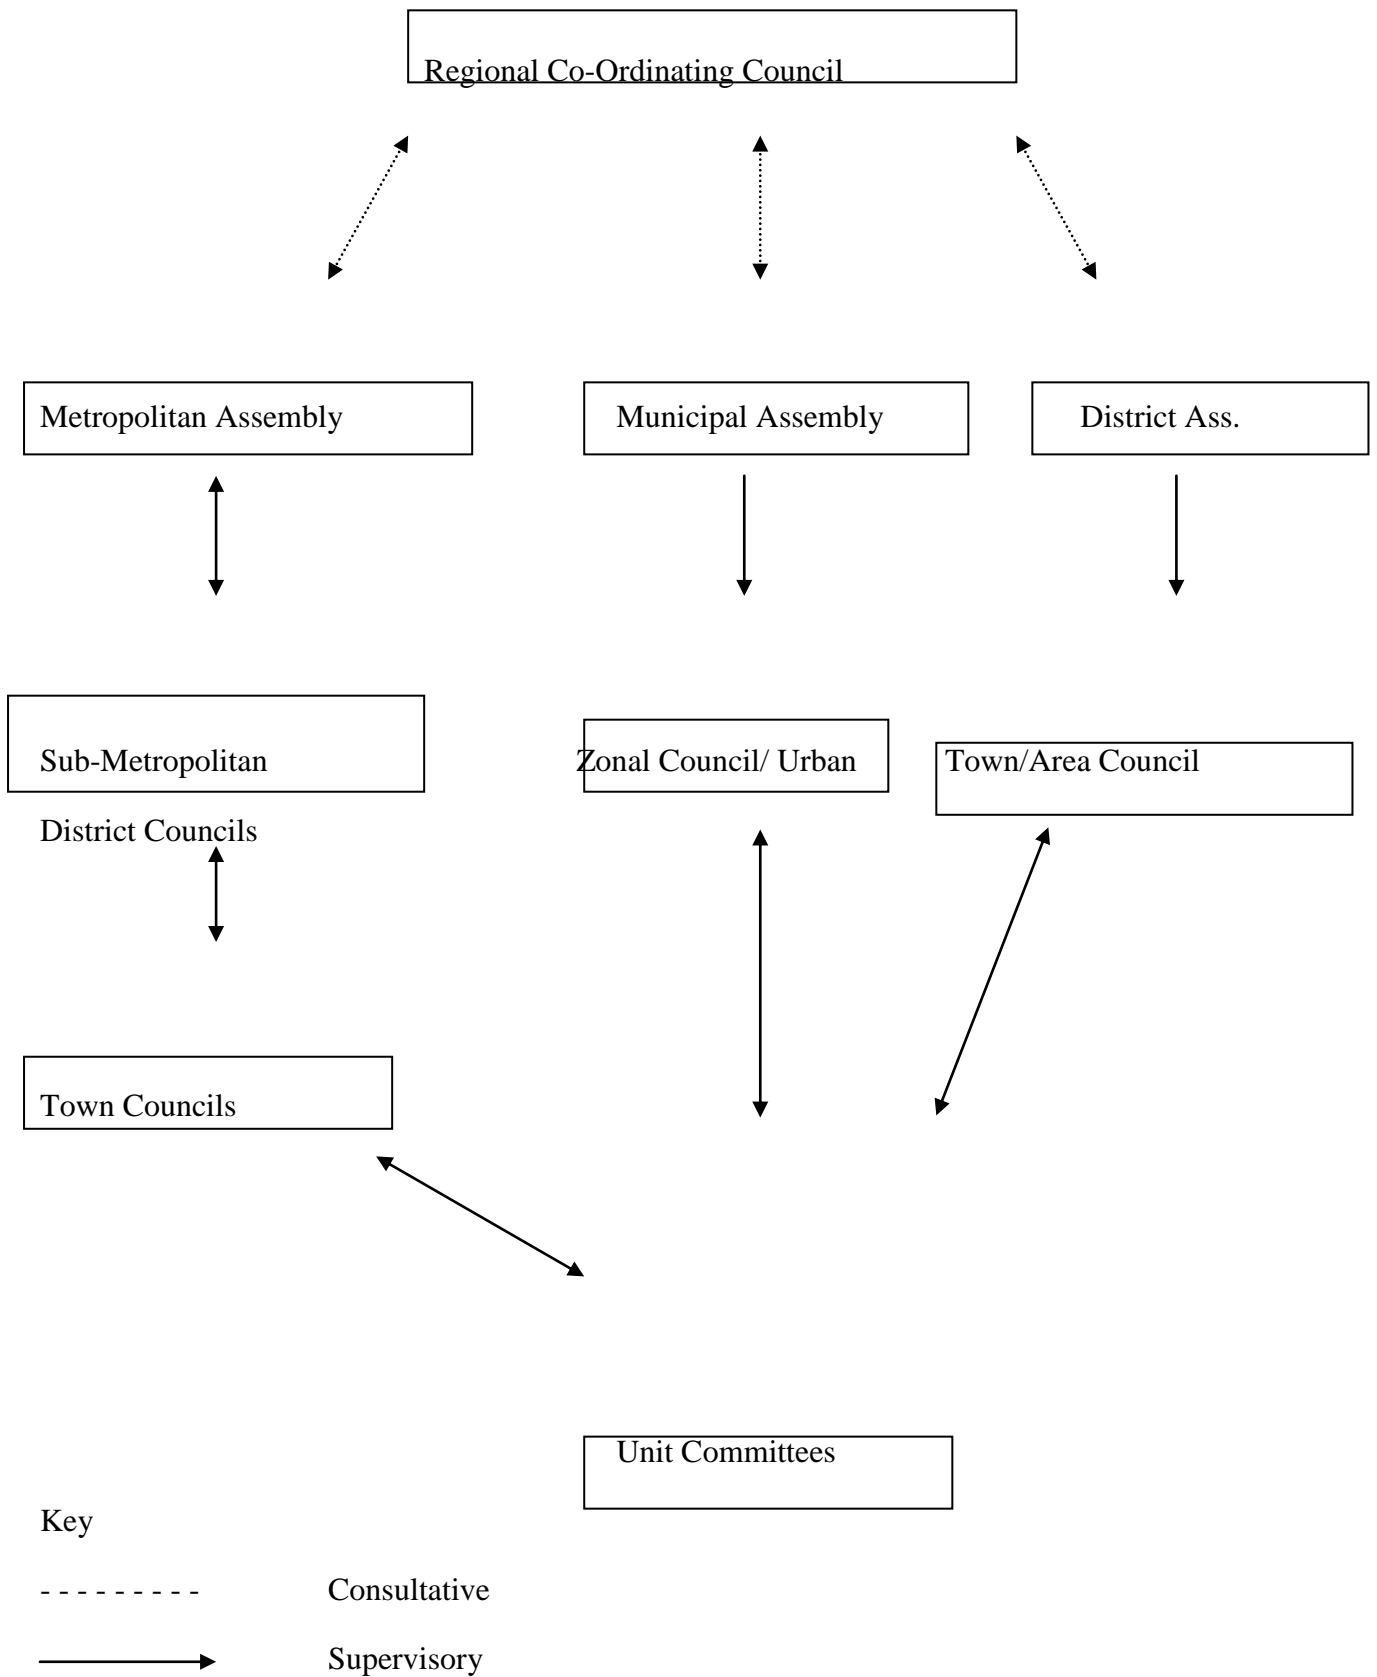 Regional Co-Ordinating Council
Metropolitan Assembly
Municipal Assembly
District Ass.
Sub-Metropolitan
District Councils
Zonal Council/ Urban
Town/Area Council
Town Councils
Unit Committees
Key
- - - - - - - - - Consultative
Supervisory